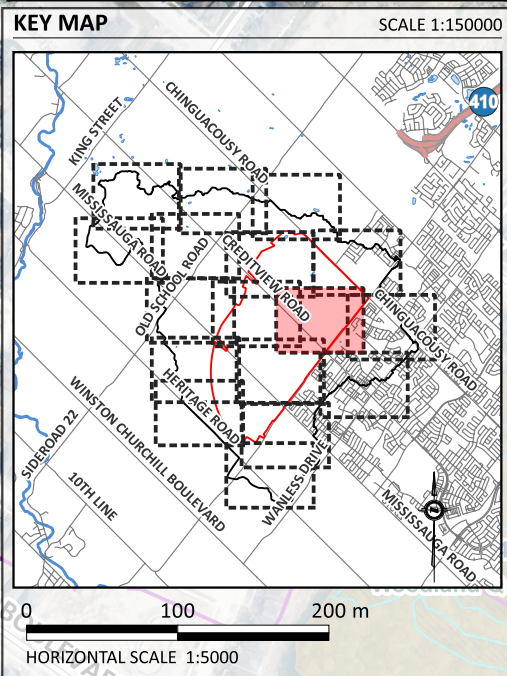 KEY MAP
SCALE 1:150000
410
CHINGUACOUSY ROAD
KING STREET
MISSISSAUGA ROAD
CREDITVIEW ROAD
OLD SCHOOL ROAD
CHINGUACOUSY ROAD
HERITAGE ROAD
WINSTON CHURCHILL BOULEVARD
SIDEROAD 22
10TH LINE
WANLESS DRIVE
MISSISSAUGA ROAD
N
0 100 200 m
HORIZONTAL SCALE 1:5000